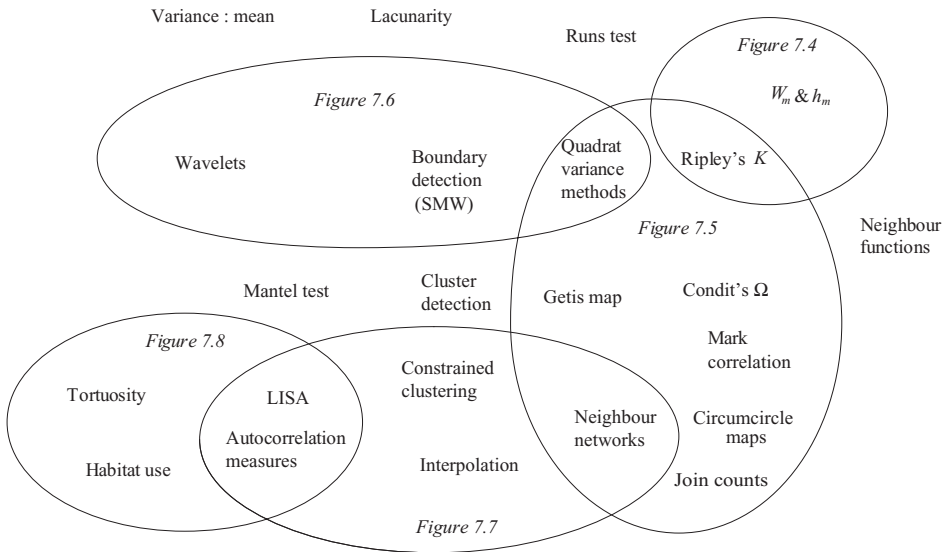 Variance : mean
Lacunarity
Runs test
Figure 7.4
Wm & hm
Figure 7.6
Wavelets
Boundary
detection
(SMW)
Quadrat
variance
methods
Ripley's K
Figure 7.5
Neighbour
functions
Mantel test
Cluster
detection
Getis map
Condit's Ω
Mark
correlation
Figure 7.8
Tortuosity
LISA
Constrained
clustering
Autocorrelation
measures
Habitat use
Interpolation
Neighbour
networks
Circumcircle
maps
Join counts
Figure 7.7